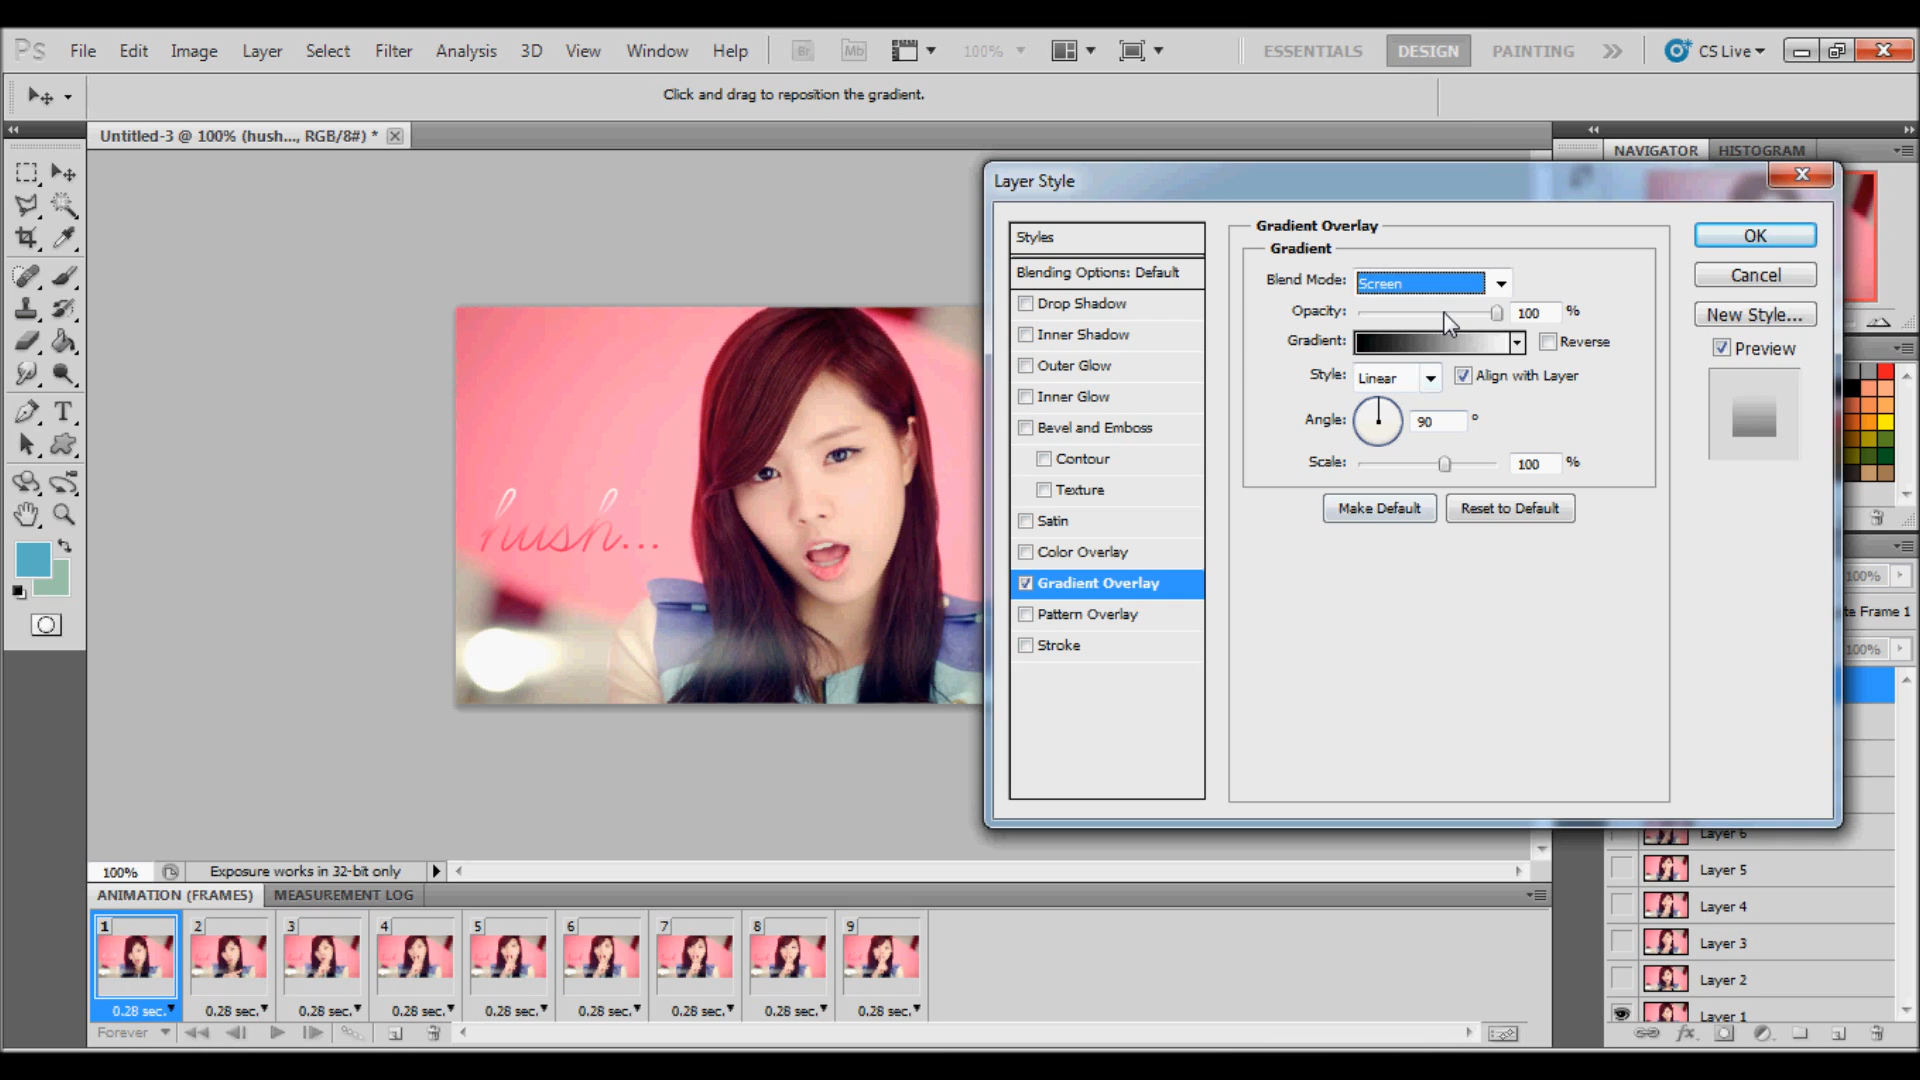 Ps File Edit Image Layer Select Filter Analysis 3D View Window Help Br Mb 100% ESSENTIALS DESIGN PAINTING CS Live
Click and drag to reposition the gradient.
Untitled-3 @ 100% (hush..., RGB/8#) *
NAVIGATOR HISTOGRAM
Layer Style
Styles
Blending Options: Default
Drop Shadow
Inner Shadow
Outer Glow
Inner Glow
Bevel and Emboss
Contour
Texture
Satin
Color Overlay
Gradient Overlay
Pattern Overlay
Stroke
Gradient Overlay
Gradient
Blend Mode: Screen
Opacity: 100 %
Gradient: Reverse
Style: Linear Align with Layer
Angle: 90 °
Scale: 100 %
Make Default Reset to Default
OK
Cancel
New Style...
Preview
hush...
T
100%
te Frame 1
100%
Layer 6
Layer 5
Layer 4
Layer 3
Layer 2
Layer 1
fx
100% Exposure works in 32-bit only
ANIMATION (FRAMES) MEASUREMENT LOG
1 2 3 4 5 6 7 8 9
0.28 sec. 0.28 sec. 0.28 sec. 0.28 sec. 0.28 sec. 0.28 sec. 0.28 sec. 0.28 sec. 0.28 sec.
Forever